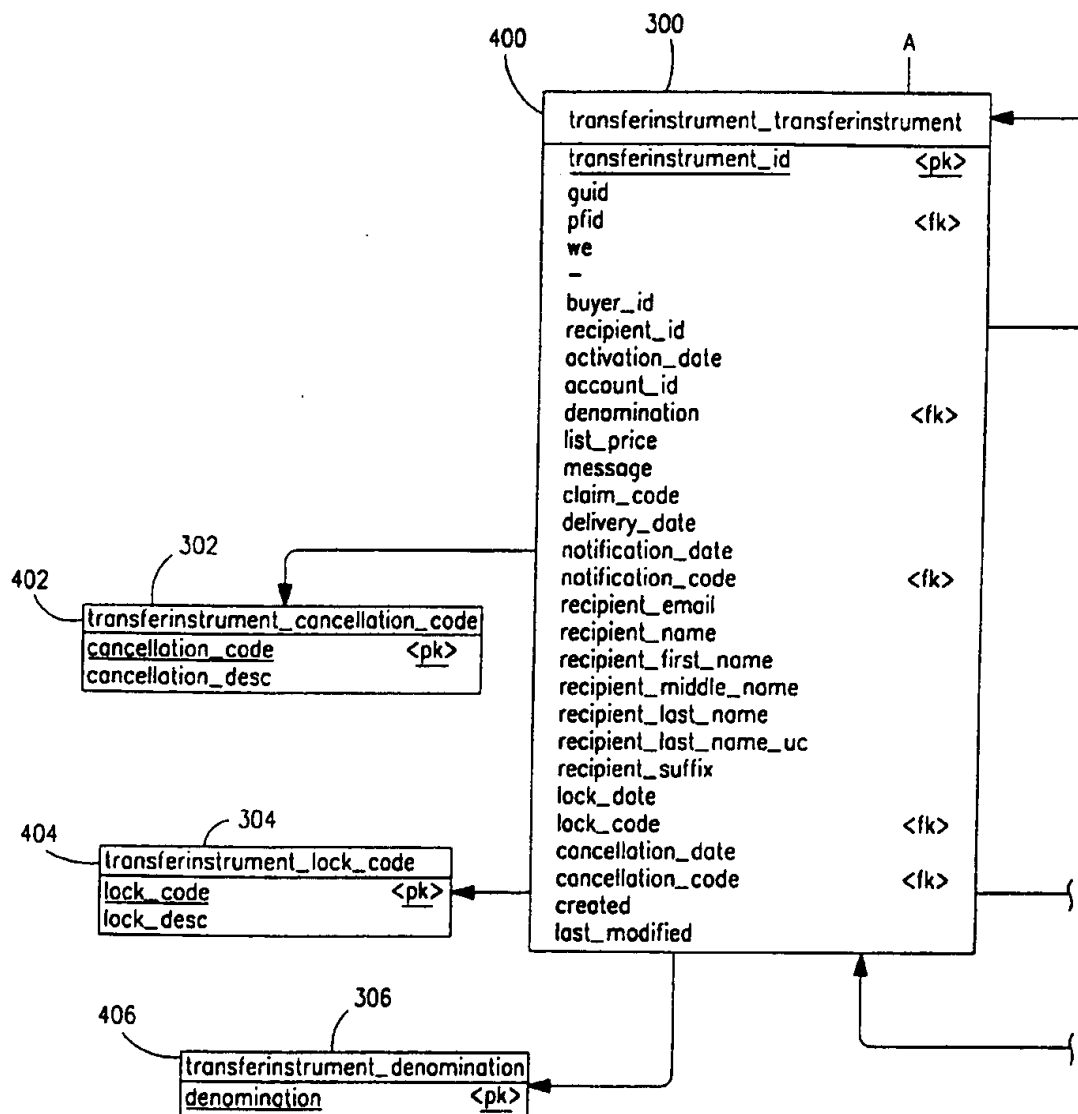 400
300
A
transferinstrument_transferinstrument
transferinstrument_id <pk>
guid
pfid <fk>
we
–
buyer_id
recipient_id
activation_date
account_id
denomination <fk>
list_price
message
claim_code
delivery_date
notification_date
notification_code <fk>
recipient_email
recipient_name
recipient_first_name
recipient_middle_name
recipient_last_name
recipient_last_name_uc
recipient_suffix
lock_date
lock_code <fk>
cancellation_date
cancellation_code <fk>
created
last_modified
402
302
transferinstrument_cancellation_code
cancellation_code <pk>
cancellation_desc
404
304
transferinstrument_lock_code
lock_code <pk>
lock_desc
406
306
transferinstrument_denomination
denomination <pk>